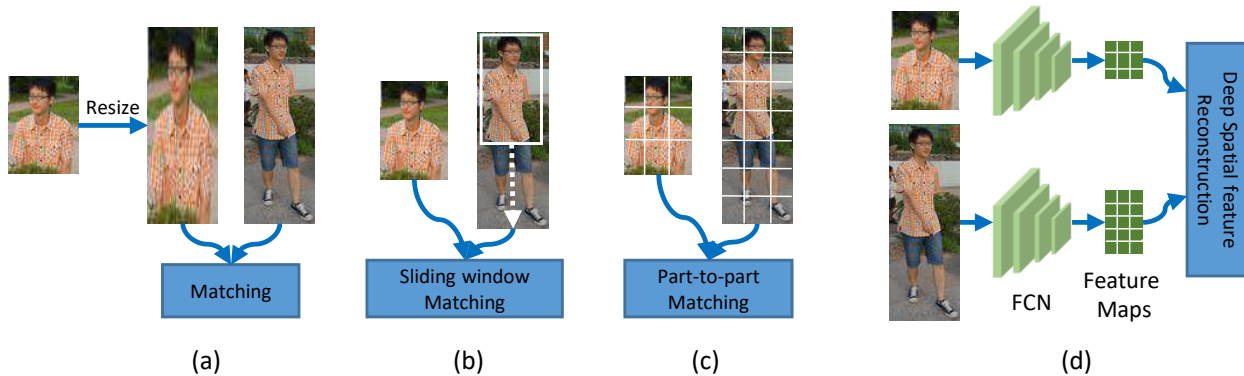 Resize
Matching
(a)
Sliding window
Matching
(b)
Part-to-part
Matching
(c)
FCN
Feature
Maps
Deep Spatial feature
Reconstruction
(d)